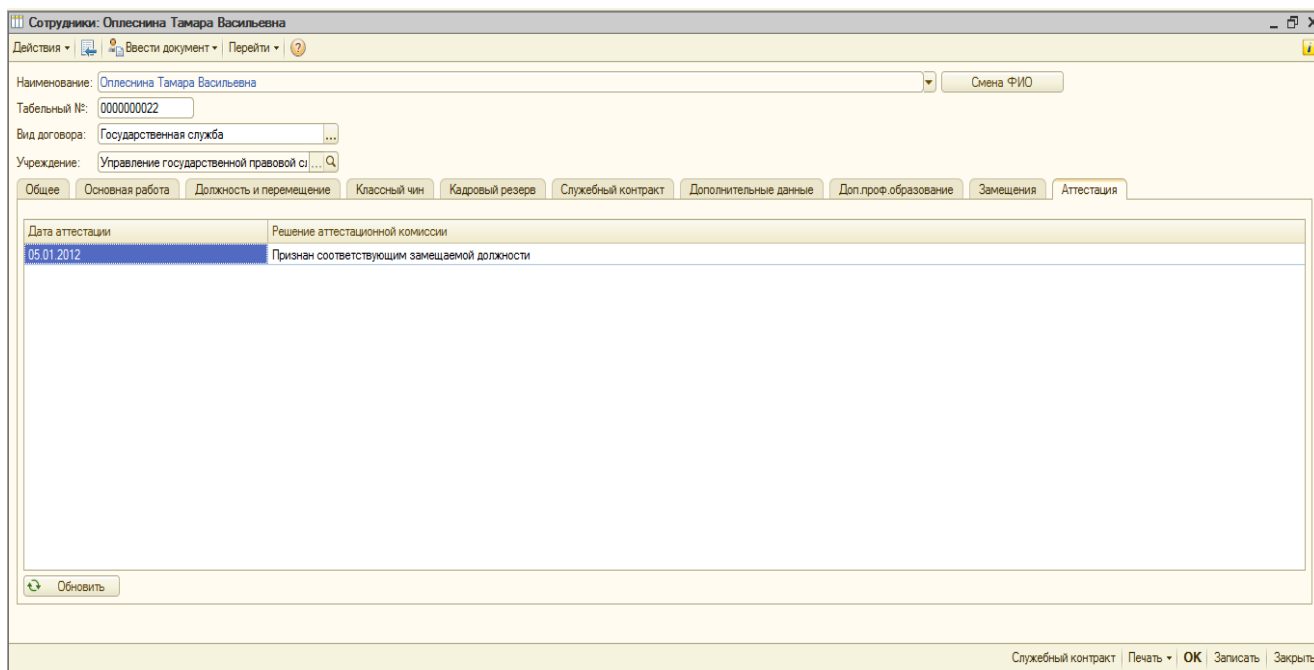 Сотрудники: Оплеснина Тамара Васильевна
Действия Ввести документ Перейти ?
Наименование: Оплеснина Тамара Васильевна Смена ФИО
Табельный №: 0000000022
Вид договора: Государственная служба ...
Учреждение: Управление государственной правовой сл ...
Общее Основная работа Должность и перемещение Классный чин Кадровый резерв Служебный контракт Дополнительные данные Доп.проф.образование Замещения Аттестация
Дата аттестации Решение аттестационной комиссии
05.01.2012 Признан соответствующим замещаемой должности
Обновить
Служебный контракт Печать OK Записать Закрыть